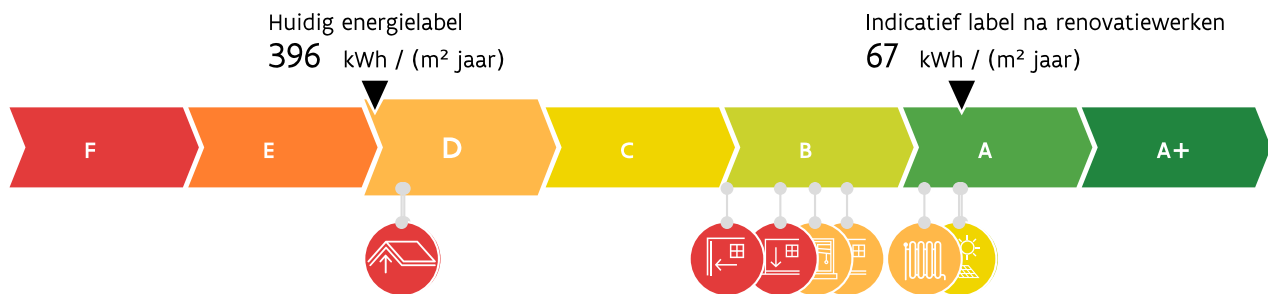 Huidig energielabel
396 kWh / (m² jaar)
Indicatief label na renovatiewerken
67 kWh / (m² jaar)
F E D C B A A+